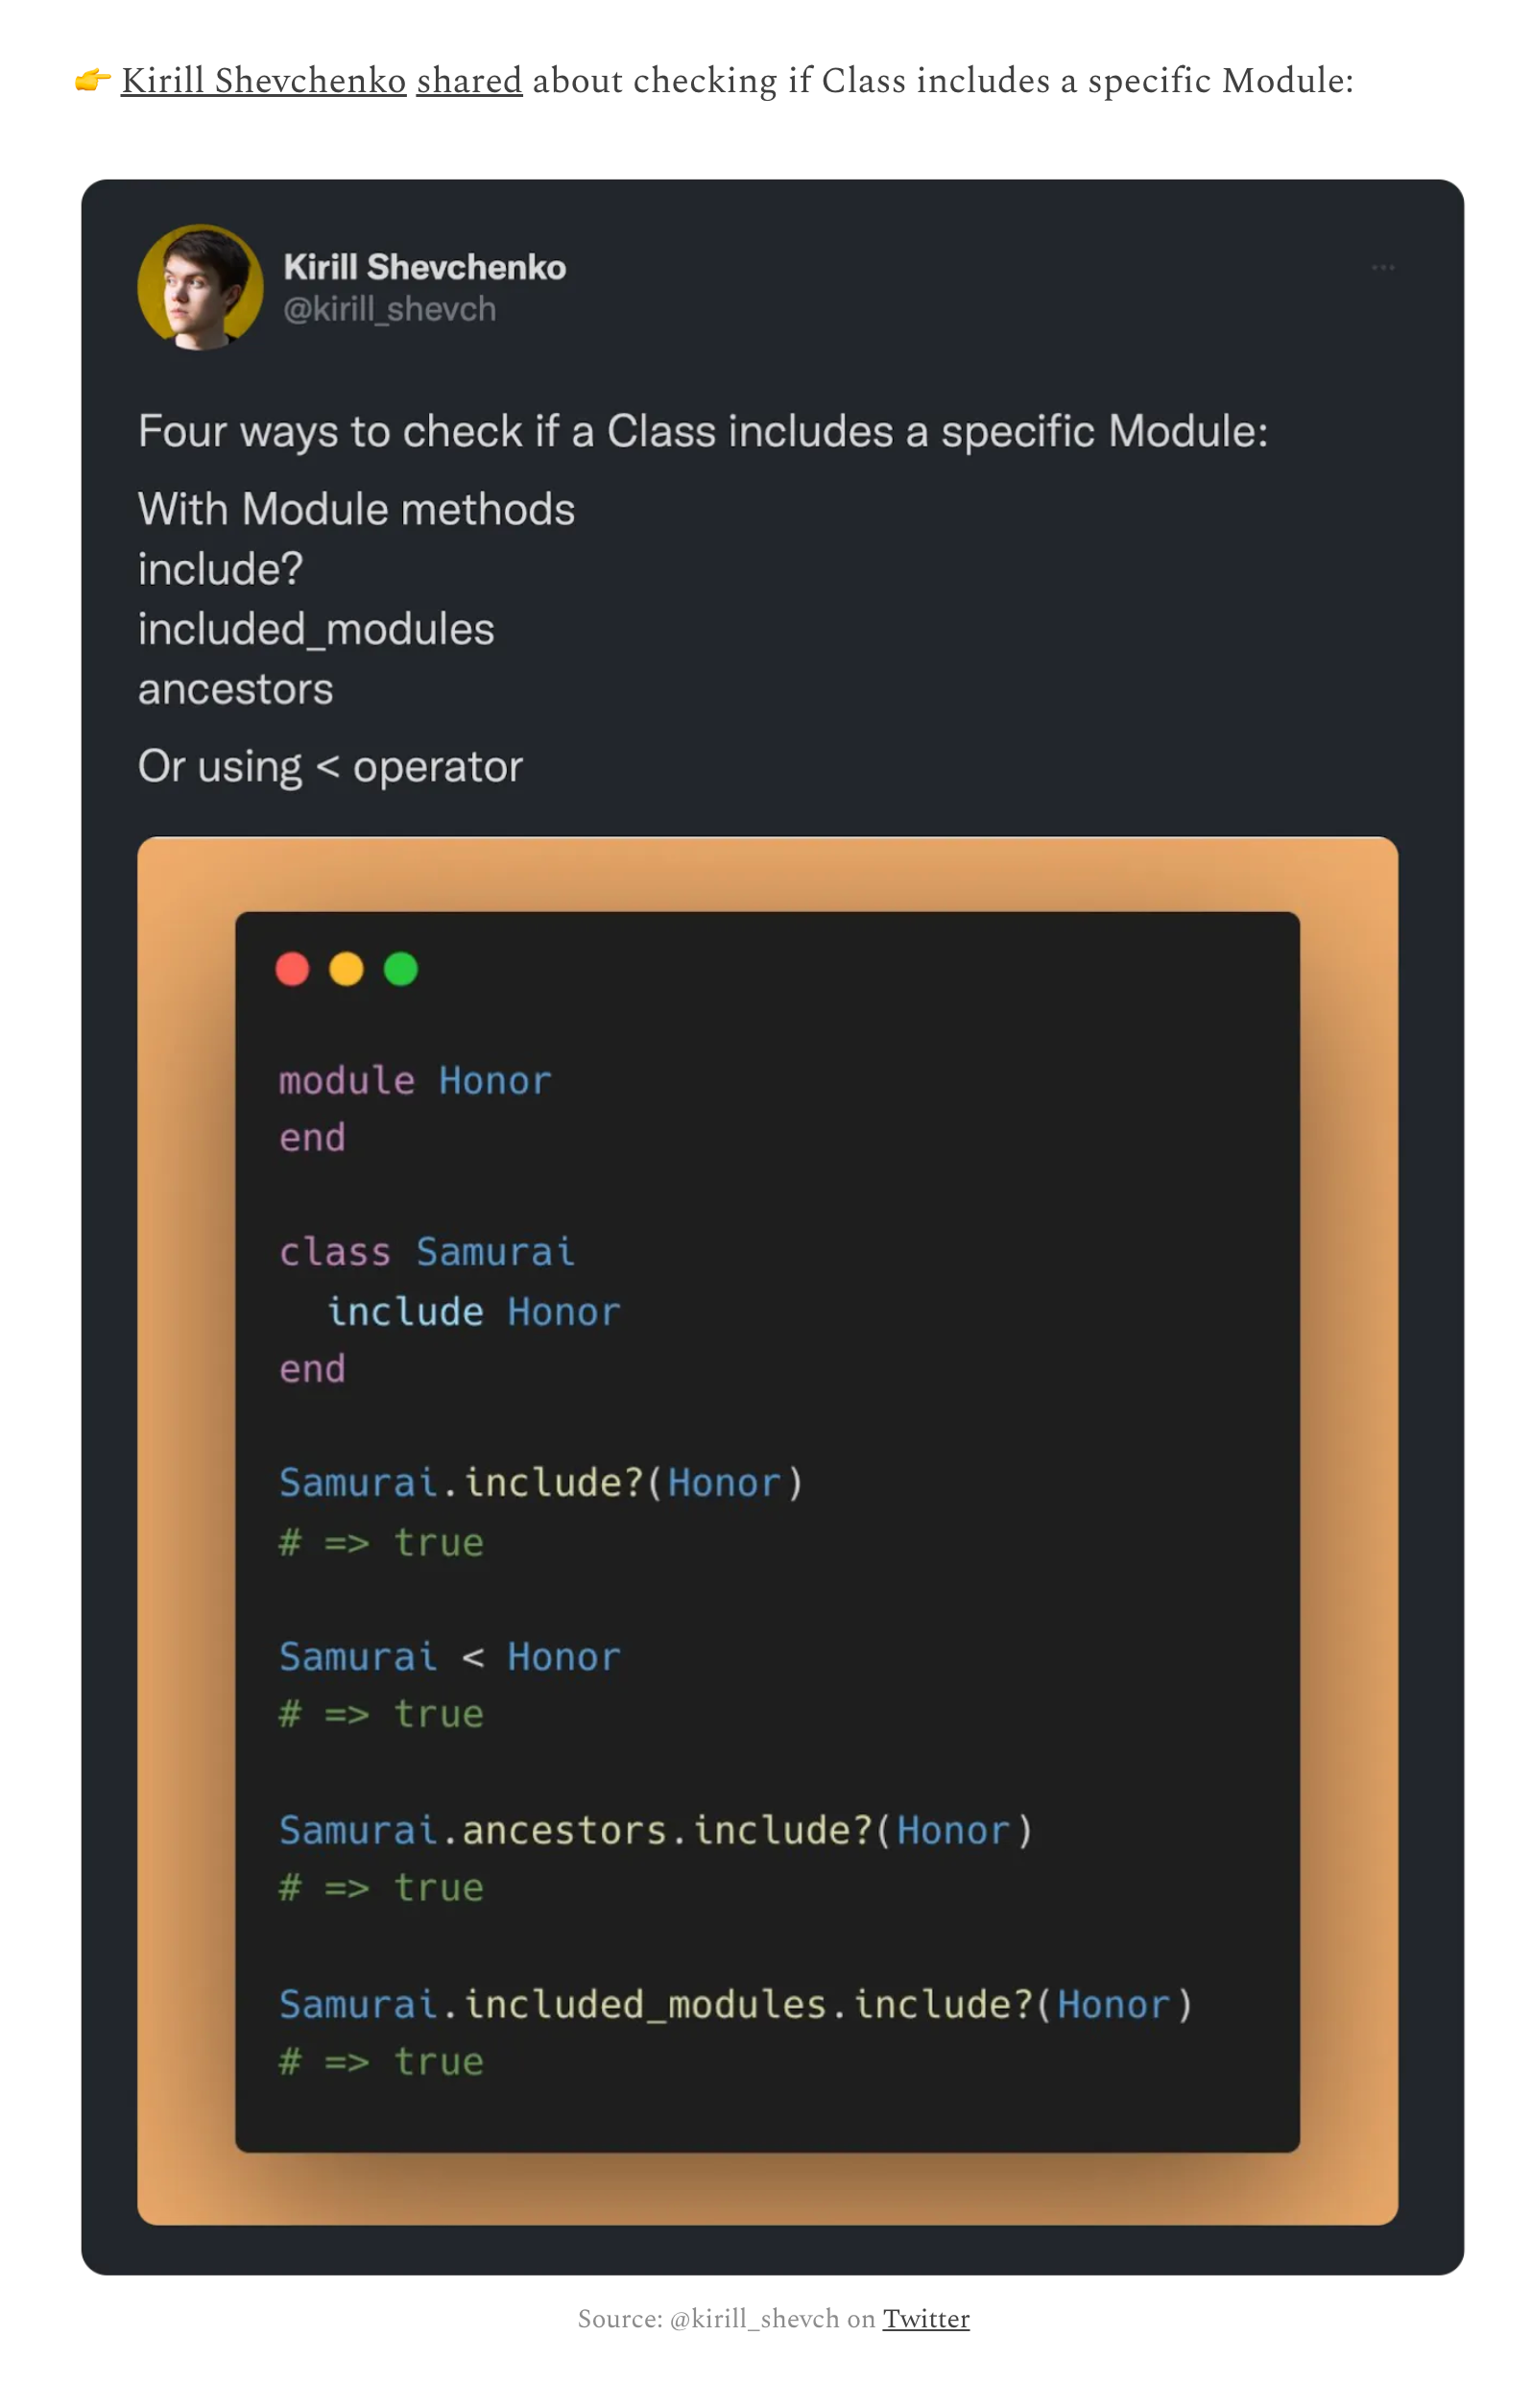 👉 Kirill Shevchenko shared about checking if Class includes a specific Module:
Kirill Shevchenko
@kirill_shevch
Four ways to check if a Class includes a specific Module:
With Module methods
include?
included_modules
ancestors
Or using < operator
module Honor
end
class Samurai
  include Honor
end
Samurai.include?(Honor)
# => true
Samurai < Honor
# => true
Samurai.ancestors.include?(Honor)
# => true
Samurai.included_modules.include?(Honor)
# => true
Source: @kirill_shevch on Twitter